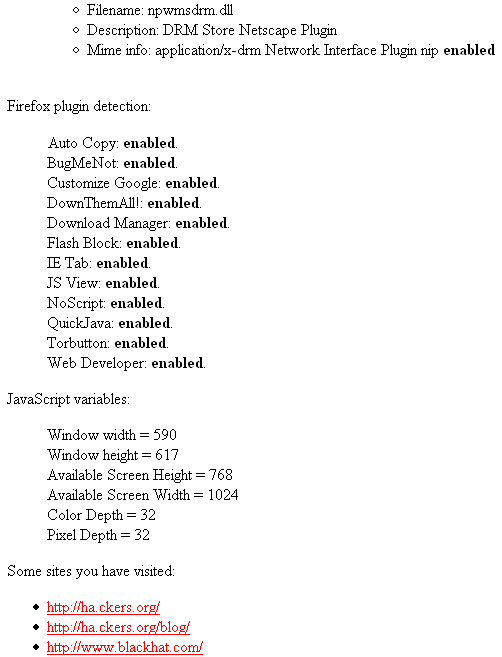 Filename: npwmsdrm.dll
Description: DRM Store Netscape Plugin
Mime info: application/x-drm Network Interface Plugin nip enabled
Firefox plugin detection:
Auto Copy: enabled.
BugMeNot: enabled.
Customize Google: enabled.
DownThemAll!: enabled.
Download Manager: enabled.
Flash Block: enabled.
IE Tab: enabled.
JS View: enabled.
NoScript: enabled.
QuickJava: enabled.
Torbutton: enabled.
Web Developer: enabled.
JavaScript variables:
Window width = 590
Window height = 617
Available Screen Height = 768
Available Screen Width = 1024
Color Depth = 32
Pixel Depth = 32
Some sites you have visited:
http://ha.ckers.org/
http://ha.ckers.org/blog/
http://www.blackhat.com/